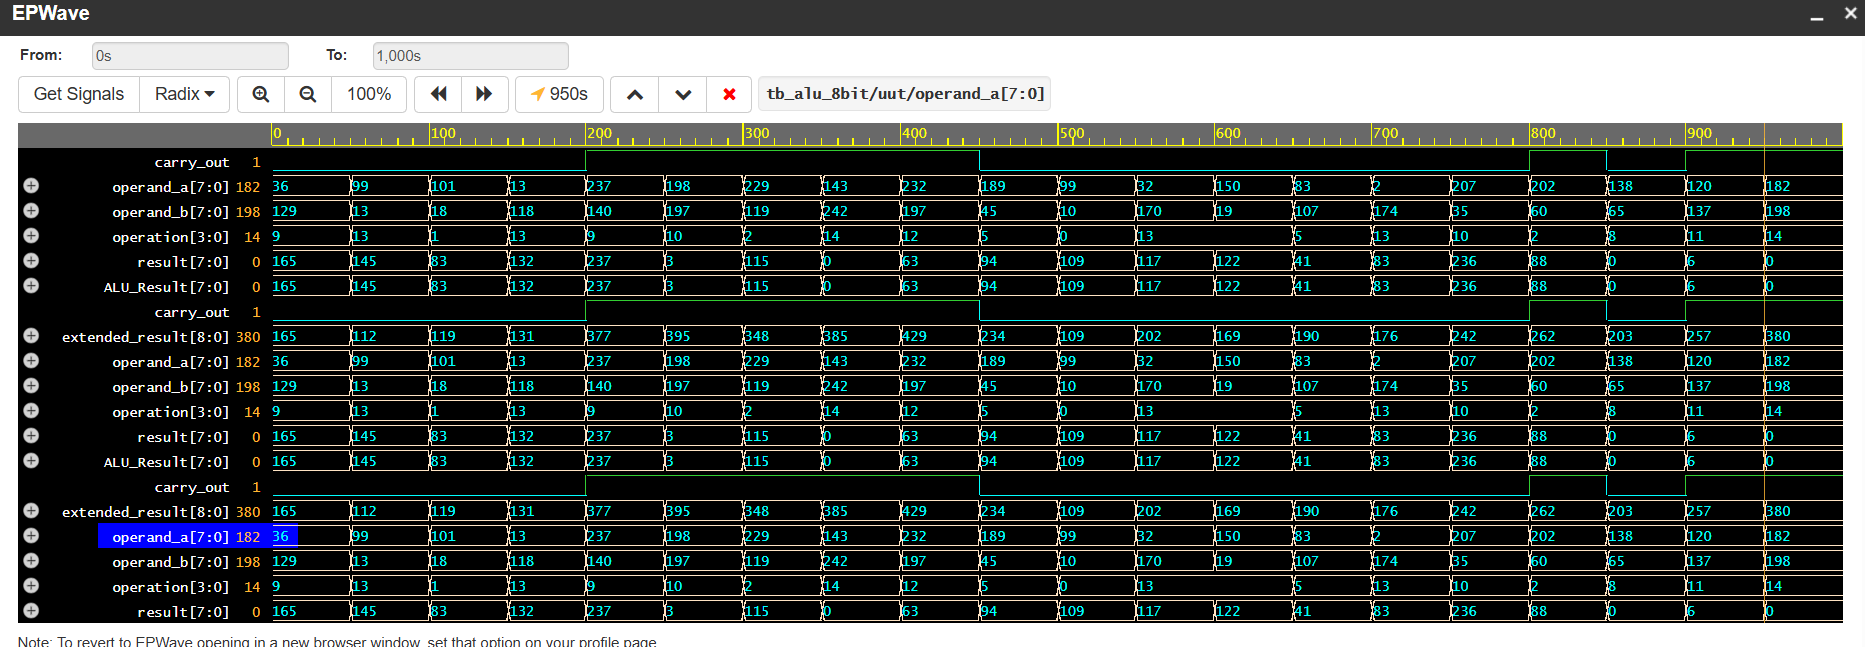 EPWave
From: 0s To: 1,000s
Get Signals Radix 100% 950s tb_alu_8bit/uut/operand_a[7:0]
0 100 200 300 400 500 600 700 800 900
carry_out 1
operand_a[7:0] 182 36 99 101 13 237 198 229 143 232 189 99 32 150 83 2 207 202 138 120 182
operand_b[7:0] 198 129 13 18 118 140 197 119 242 197 45 10 170 19 107 174 35 60 65 137 198
operation[3:0] 14 9 13 1 13 9 10 2 14 12 5 0 13 5 13 10 2 8 11 14
result[7:0] 0 165 145 83 132 237 3 115 0 63 94 109 117 122 41 83 236 88 0 6 0
ALU_Result[7:0] 0 165 145 83 132 237 3 115 0 63 94 109 117 122 41 83 236 88 0 6 0
carry_out 1
extended_result[8:0] 380 165 112 119 131 377 395 348 385 429 234 109 202 169 190 176 242 262 203 257 380
operand_a[7:0] 182 36 99 101 13 237 198 229 143 232 189 99 32 150 83 2 207 202 138 120 182
operand_b[7:0] 198 129 13 18 118 140 197 119 242 197 45 10 170 19 107 174 35 60 65 137 198
operation[3:0] 14 9 13 1 13 9 10 2 14 12 5 0 13 5 13 10 2 8 11 14
result[7:0] 0 165 145 83 132 237 3 115 0 63 94 109 117 122 41 83 236 88 0 6 0
ALU_Result[7:0] 0 165 145 83 132 237 3 115 0 63 94 109 117 122 41 83 236 88 0 6 0
carry_out 1
extended_result[8:0] 380 165 112 119 131 377 395 348 385 429 234 109 202 169 190 176 242 262 203 257 380
operand_a[7:0] 182 36 99 101 13 237 198 229 143 232 189 99 32 150 83 2 207 202 138 120 182
operand_b[7:0] 198 129 13 18 118 140 197 119 242 197 45 10 170 19 107 174 35 60 65 137 198
operation[3:0] 14 9 13 1 13 9 10 2 14 12 5 0 13 5 13 10 2 8 11 14
result[7:0] 0 165 145 83 132 237 3 115 0 63 94 109 117 122 41 83 236 88 0 6 0
Note: To revert to EPWave opening in a new browser window, set that option on your profile page